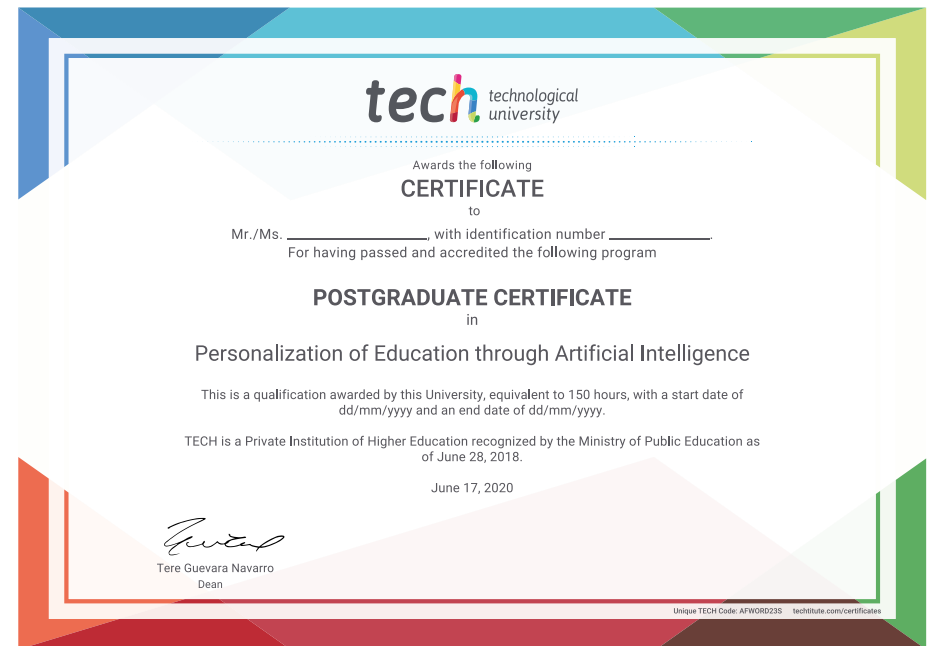 tech technological
university
Awards the following
CERTIFICATE
to
Mr./Ms. ____________________, with identification number ______________.
For having passed and accredited the following program
POSTGRADUATE CERTIFICATE
in
Personalization of Education through Artificial Intelligence
This is a qualification awarded by this University, equivalent to 150 hours, with a start date of
dd/mm/yyyy and an end date of dd/mm/yyyy.
TECH is a Private Institution of Higher Education recognized by the Ministry of Public Education as
of June 28, 2018.
June 17, 2020
Tere Guevara Navarro
Dean
Unique TECH Code: AFWORD23S techtitute.com/certificates